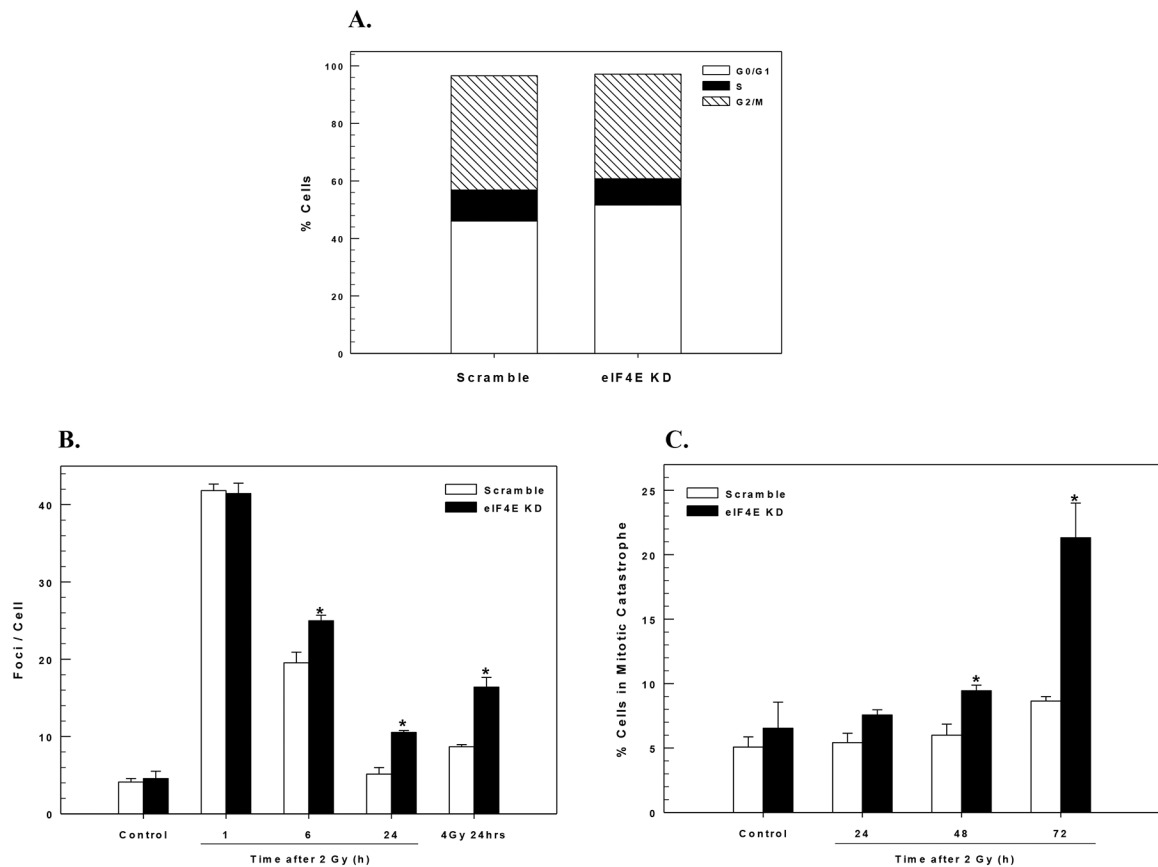 A.
100
80
60
40
20
0
% Cells
G0/G1
S
G2/M
Scramble
eIF4E KD
B.
40
30
20
10
0
Foci / Cell
Scramble
eIF4E KD
*
*
*
Control
1
6
24
4Gy 24hrs
Time after 2 Gy (h)
C.
25
20
15
10
5
0
% Cells in Mitotic Catastrophe
Scramble
eIF4E KD
*
*
Control
24
48
72
Time after 2 Gy (h)